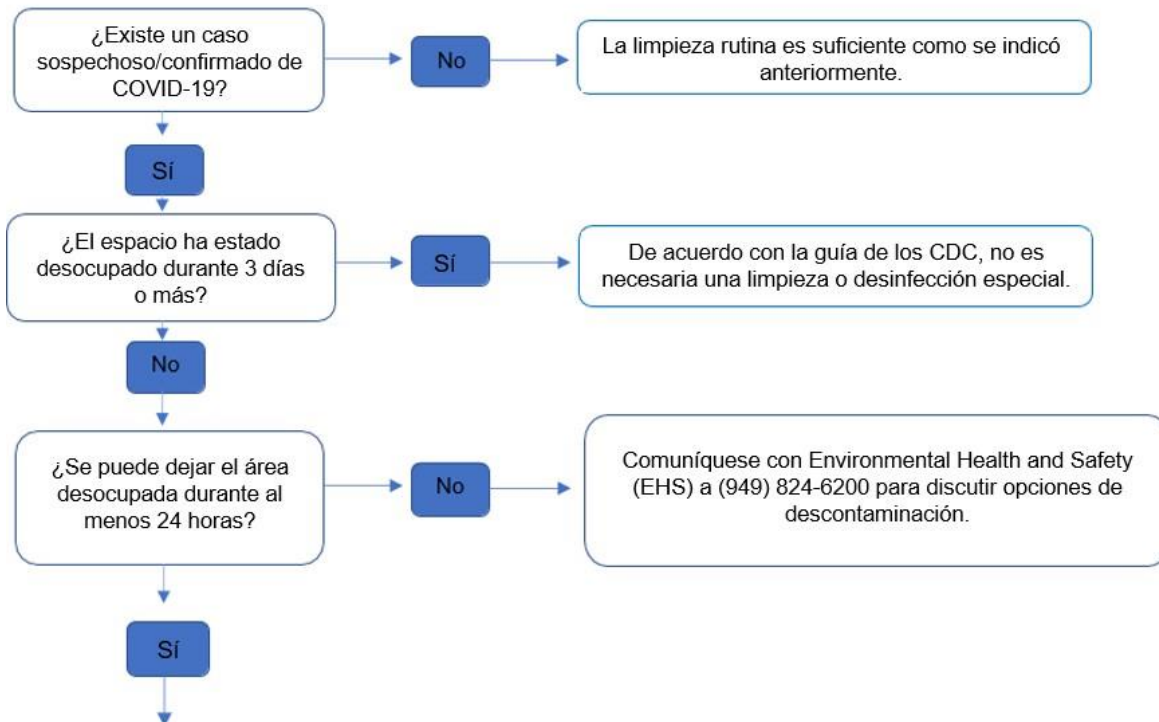 ¿Existe un caso
sospechoso/confirmado de
COVID-19?
No
La limpieza rutina es suficiente como se indicó
anteriormente.
Sí
¿El espacio ha estado
desocupado durante 3 días
o más?
Sí
De acuerdo con la guía de los CDC, no es
necesaria una limpieza o desinfección especial.
No
¿Se puede dejar el área
desocupada durante al
menos 24 horas?
No
Comuníquese con Environmental Health and Safety
(EHS) a (949) 824-6200 para discutir opciones de
descontaminación.
Sí